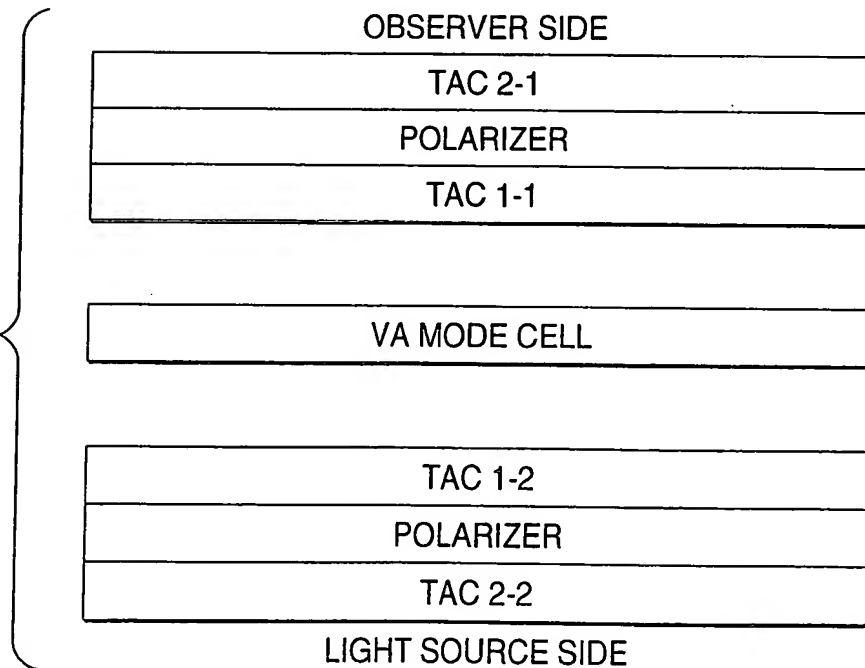 OBSERVER SIDE
TAC 2-1
POLARIZER
TAC 1-1
VA MODE CELL
TAC 1-2
POLARIZER
TAC 2-2
LIGHT SOURCE SIDE